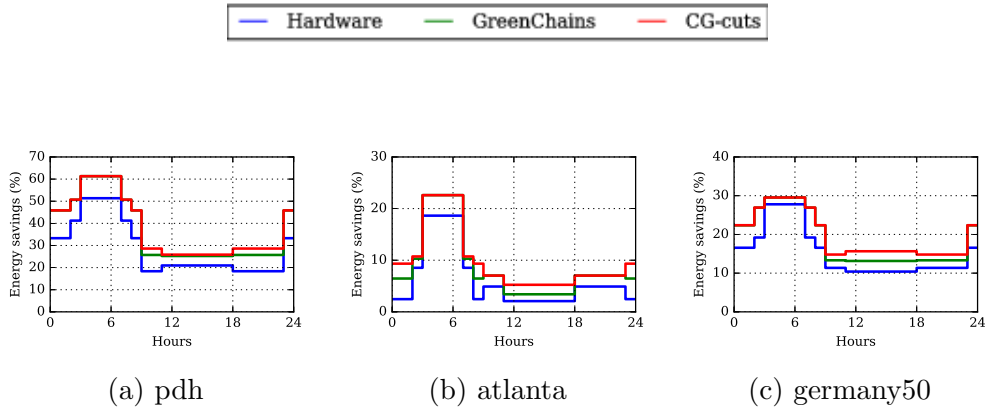 Hardware GreenChains CG-cuts
70
60
50
40
30
20
10
0
Energy savings (%)
0 6 12 18 24
Hours
(a) pdh
30
20
10
0
Energy savings (%)
0 6 12 18 24
Hours
(b) atlanta
40
30
20
10
0
Energy savings (%)
0 6 12 18 24
Hours
(c) germany50